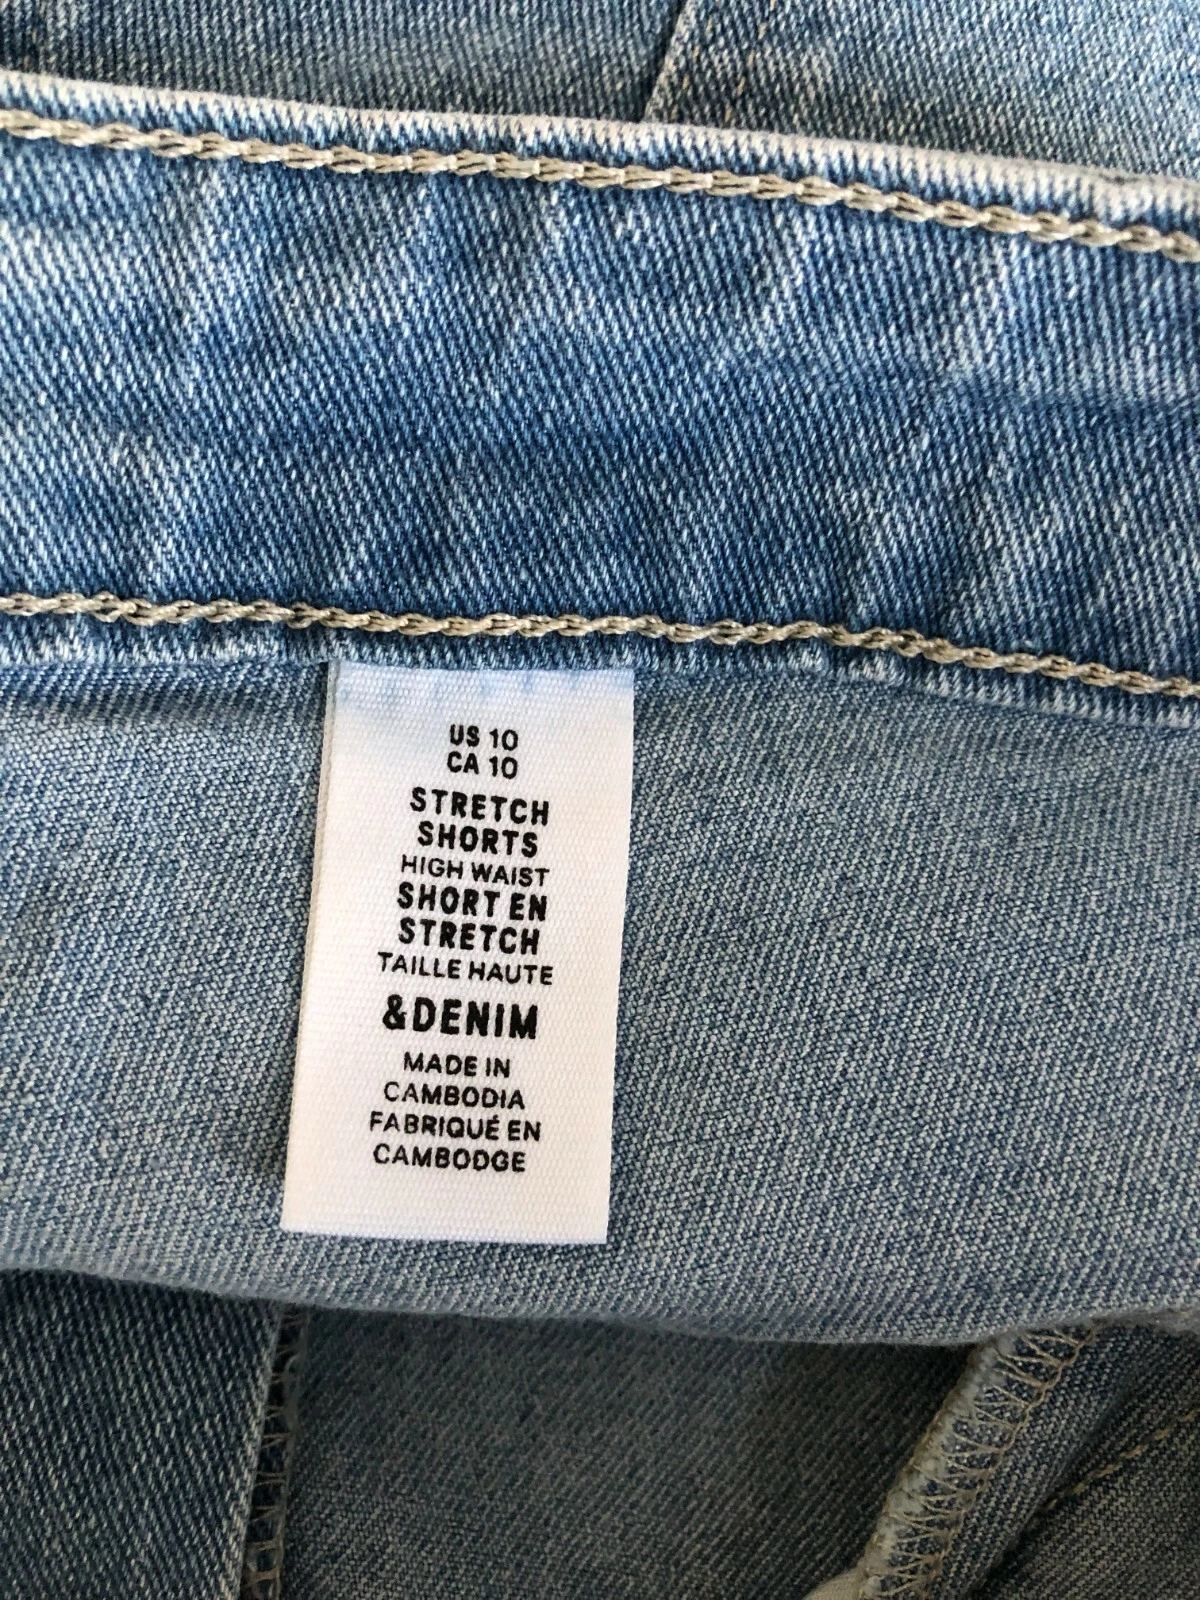 US 10
CA 10
STRETCH
SHORTS
HIGH WAIST
SHORT EN
STRETCH
TAILLE HAUTE
&DENIM
MADE IN
CAMBODIA
FABRIQUÉ EN
CAMBODGE